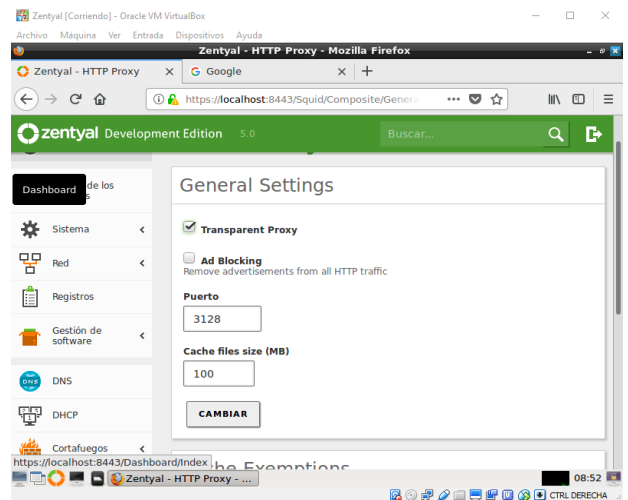 Zentyal [Corriendo] - Oracle VM VirtualBox
Archivo Máquina Ver Entrada Dispositivos Ayuda
Zentyal - HTTP Proxy - Mozilla Firefox
Zentyal - HTTP Proxy
Google
https://localhost:8443/Squid/Composite/Genera
zentyal Development Edition 5.0
Buscar...
Dashboard
de los
s
Sistema
Red
Registros
Gestión de
software
DNS
DNS
DHCP
Cortafuegos
General Settings
Transparent Proxy
Ad Blocking
Remove advertisements from all HTTP traffic
Puerto
3128
Cache files size (MB)
100
CAMBIAR
Cache Exemptions
https://localhost:8443/Dashboard/Index
Zentyal - HTTP Proxy - ...
08:52
CTRL DERECHA